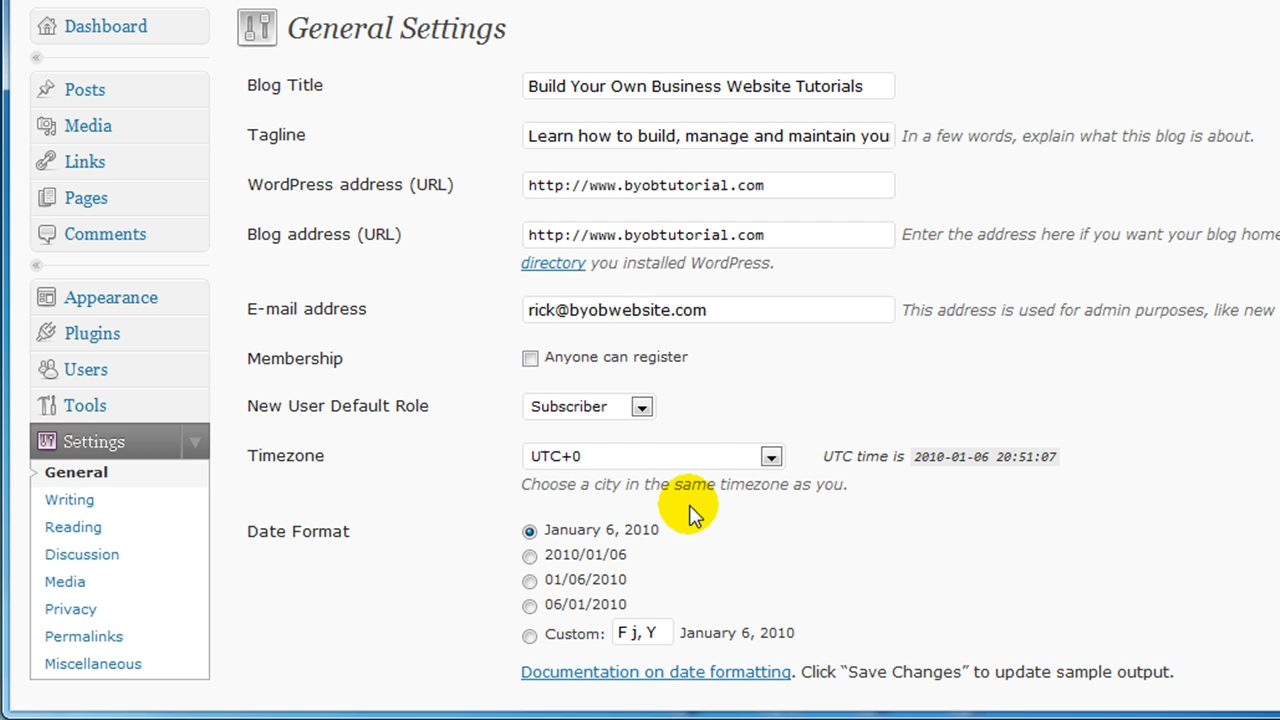 Dashboard
General Settings
Posts
Media
Links
Pages
Comments
Appearance
Plugins
Users
Tools
Settings
General
Writing
Reading
Discussion
Media
Privacy
Permalinks
Miscellaneous
Blog Title
Build Your Own Business Website Tutorials
Tagline
Learn how to build, manage and maintain you
In a few words, explain what this blog is about.
WordPress address (URL)
http://www.byobtutorial.com
Blog address (URL)
http://www.byobtutorial.com
Enter the address here if you want your blog home
directory you installed WordPress.
E-mail address
rick@byobwebsite.com
This address is used for admin purposes, like new
Membership
Anyone can register
New User Default Role
Subscriber
Timezone
UTC+0
UTC time is 2010-01-06 20:51:07
Choose a city in the same timezone as you.
Date Format
January 6, 2010
2010/01/06
01/06/2010
06/01/2010
Custom: F j, Y January 6, 2010
Documentation on date formatting. Click “Save Changes” to update sample output.